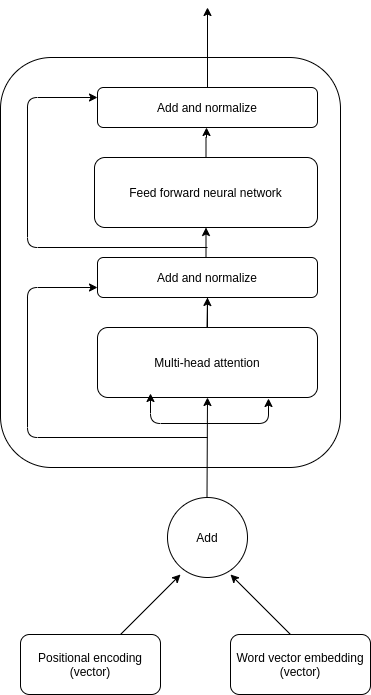 Add and normalize
Feed forward neural network
Add and normalize
Multi-head attention
Add
Positional encoding
(vector)
Word vector embedding
(vector)